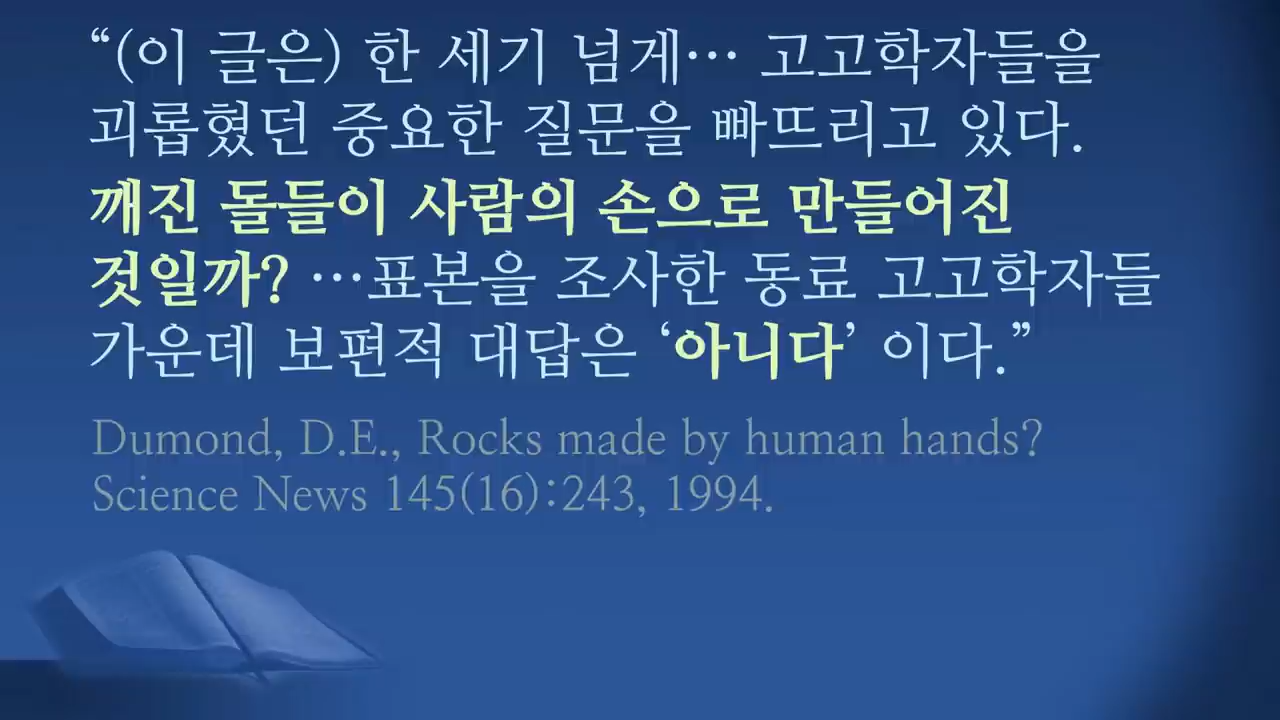 “(이 글은) 한 세기 넘게… 고고학자들을
괴롭혔던 중요한 질문을 빠뜨리고 있다.
깨진 돌들이 사람의 손으로 만들어진
것일까? …표본을 조사한 동료 고고학자들
가운데 보편적 대답은 ‘아니다’ 이다.”
Dumond, D.E., Rocks made by human hands?
Science News 145(16):243, 1994.